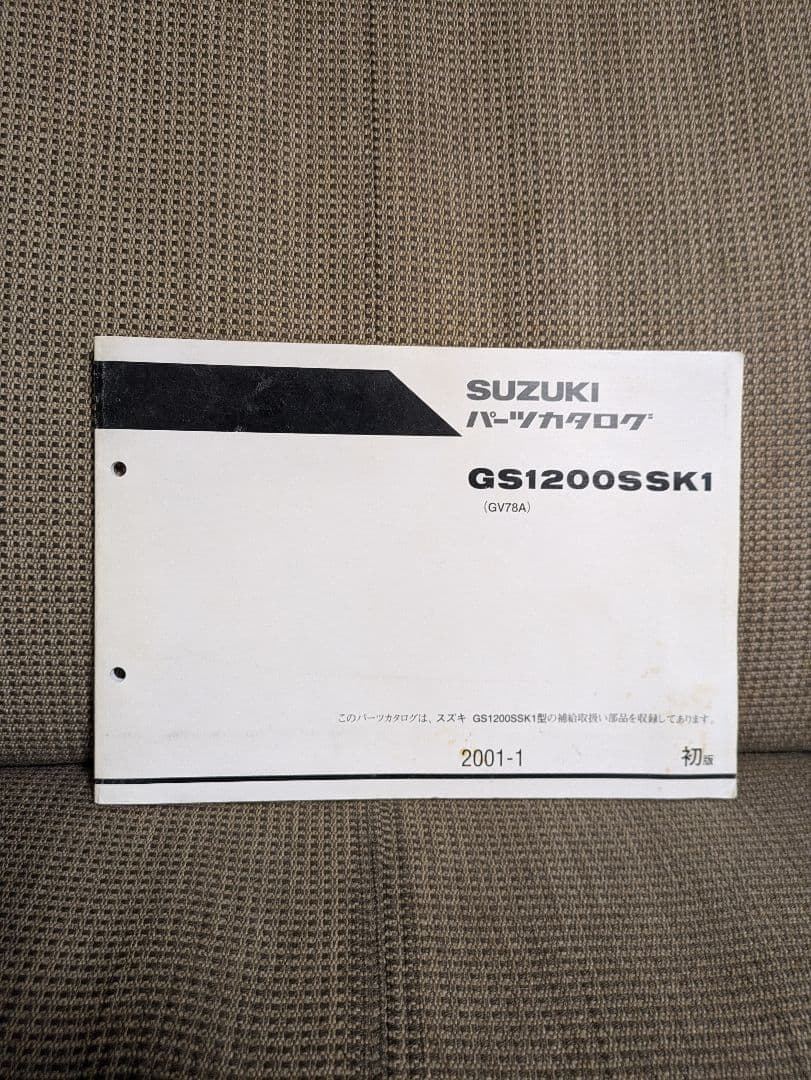 SUZUKI
パーツカタログ
GS1200SSK1
(GV78A)
このパーツカタログは、スズキ GS1200SSK1型の補給取扱い部品を収録してあります。
2001-1 初版